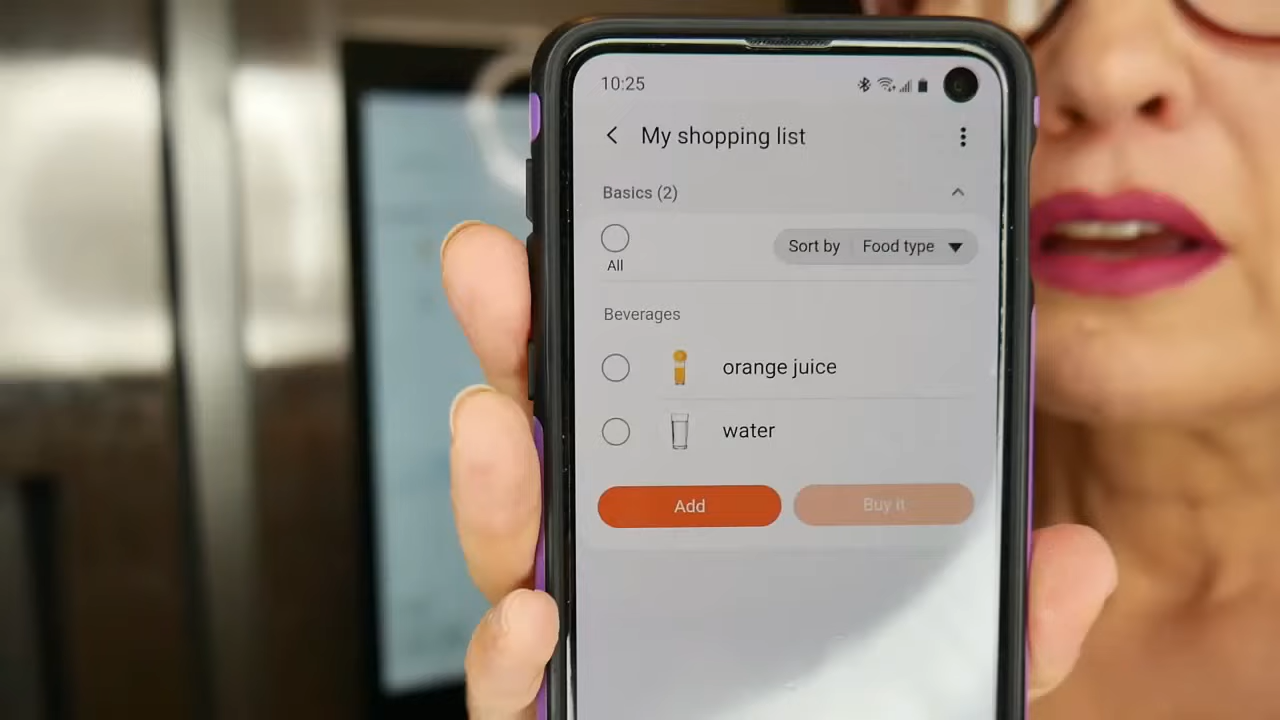 10:25
My shopping list
Basics (2)
All
Sort by Food type
Beverages
orange juice
water
Add
Buy it